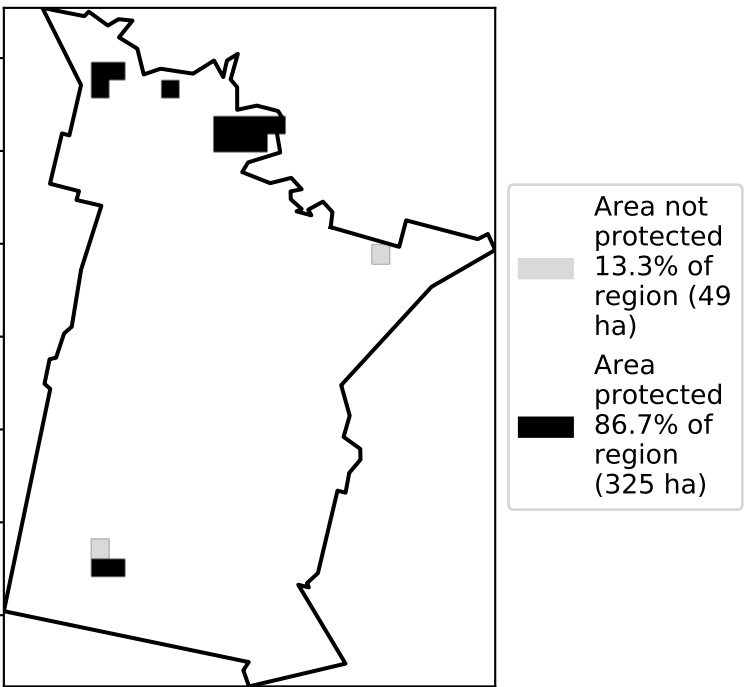 Area not
protected
13.3% of
region (49
ha)
Area
protected
86.7% of
region
(325 ha)